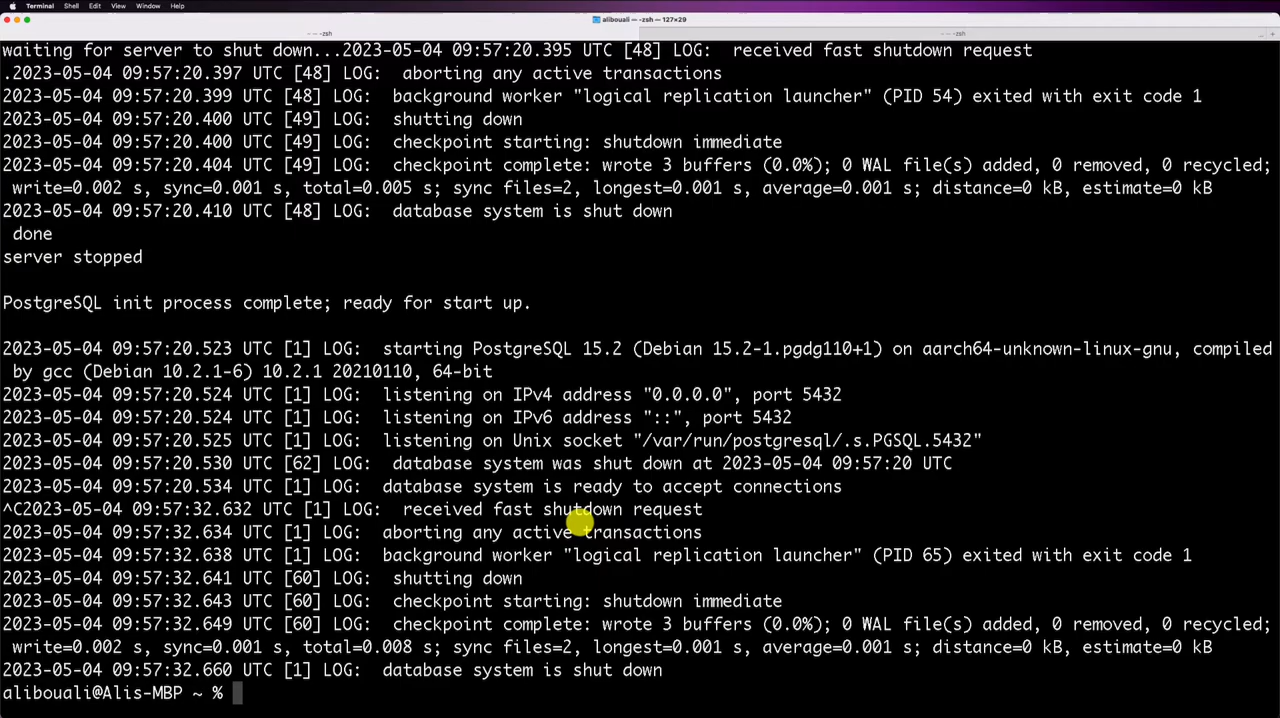 Terminal Shell Edit View Window Help
alibouali — -zsh — 127×29
~ — -zsh
~ — -zsh
waiting for server to shut down...2023-05-04 09:57:20.395 UTC [48] LOG:  received fast shutdown request
.2023-05-04 09:57:20.397 UTC [48] LOG:  aborting any active transactions
2023-05-04 09:57:20.399 UTC [48] LOG:  background worker "logical replication launcher" (PID 54) exited with exit code 1
2023-05-04 09:57:20.400 UTC [49] LOG:  shutting down
2023-05-04 09:57:20.400 UTC [49] LOG:  checkpoint starting: shutdown immediate
2023-05-04 09:57:20.404 UTC [49] LOG:  checkpoint complete: wrote 3 buffers (0.0%); 0 WAL file(s) added, 0 removed, 0 recycled;
write=0.002 s, sync=0.001 s, total=0.005 s; sync files=2, longest=0.001 s, average=0.001 s; distance=0 kB, estimate=0 kB
2023-05-04 09:57:20.410 UTC [48] LOG:  database system is shut down
done
server stopped
PostgreSQL init process complete; ready for start up.
2023-05-04 09:57:20.523 UTC [1] LOG:  starting PostgreSQL 15.2 (Debian 15.2-1.pgdg110+1) on aarch64-unknown-linux-gnu, compiled
by gcc (Debian 10.2.1-6) 10.2.1 20210110, 64-bit
2023-05-04 09:57:20.524 UTC [1] LOG:  listening on IPv4 address "0.0.0.0", port 5432
2023-05-04 09:57:20.524 UTC [1] LOG:  listening on IPv6 address "::", port 5432
2023-05-04 09:57:20.525 UTC [1] LOG:  listening on Unix socket "/var/run/postgresql/.s.PGSQL.5432"
2023-05-04 09:57:20.530 UTC [62] LOG:  database system was shut down at 2023-05-04 09:57:20 UTC
2023-05-04 09:57:20.534 UTC [1] LOG:  database system is ready to accept connections
^C2023-05-04 09:57:32.632 UTC [1] LOG:  received fast shutdown request
2023-05-04 09:57:32.634 UTC [1] LOG:  aborting any active transactions
2023-05-04 09:57:32.638 UTC [1] LOG:  background worker "logical replication launcher" (PID 65) exited with exit code 1
2023-05-04 09:57:32.641 UTC [60] LOG:  shutting down
2023-05-04 09:57:32.643 UTC [60] LOG:  checkpoint starting: shutdown immediate
2023-05-04 09:57:32.649 UTC [60] LOG:  checkpoint complete: wrote 3 buffers (0.0%); 0 WAL file(s) added, 0 removed, 0 recycled;
write=0.002 s, sync=0.001 s, total=0.008 s; sync files=2, longest=0.001 s, average=0.001 s; distance=0 kB, estimate=0 kB
2023-05-04 09:57:32.660 UTC [1] LOG:  database system is shut down
alibouali@Alis-MBP ~ %